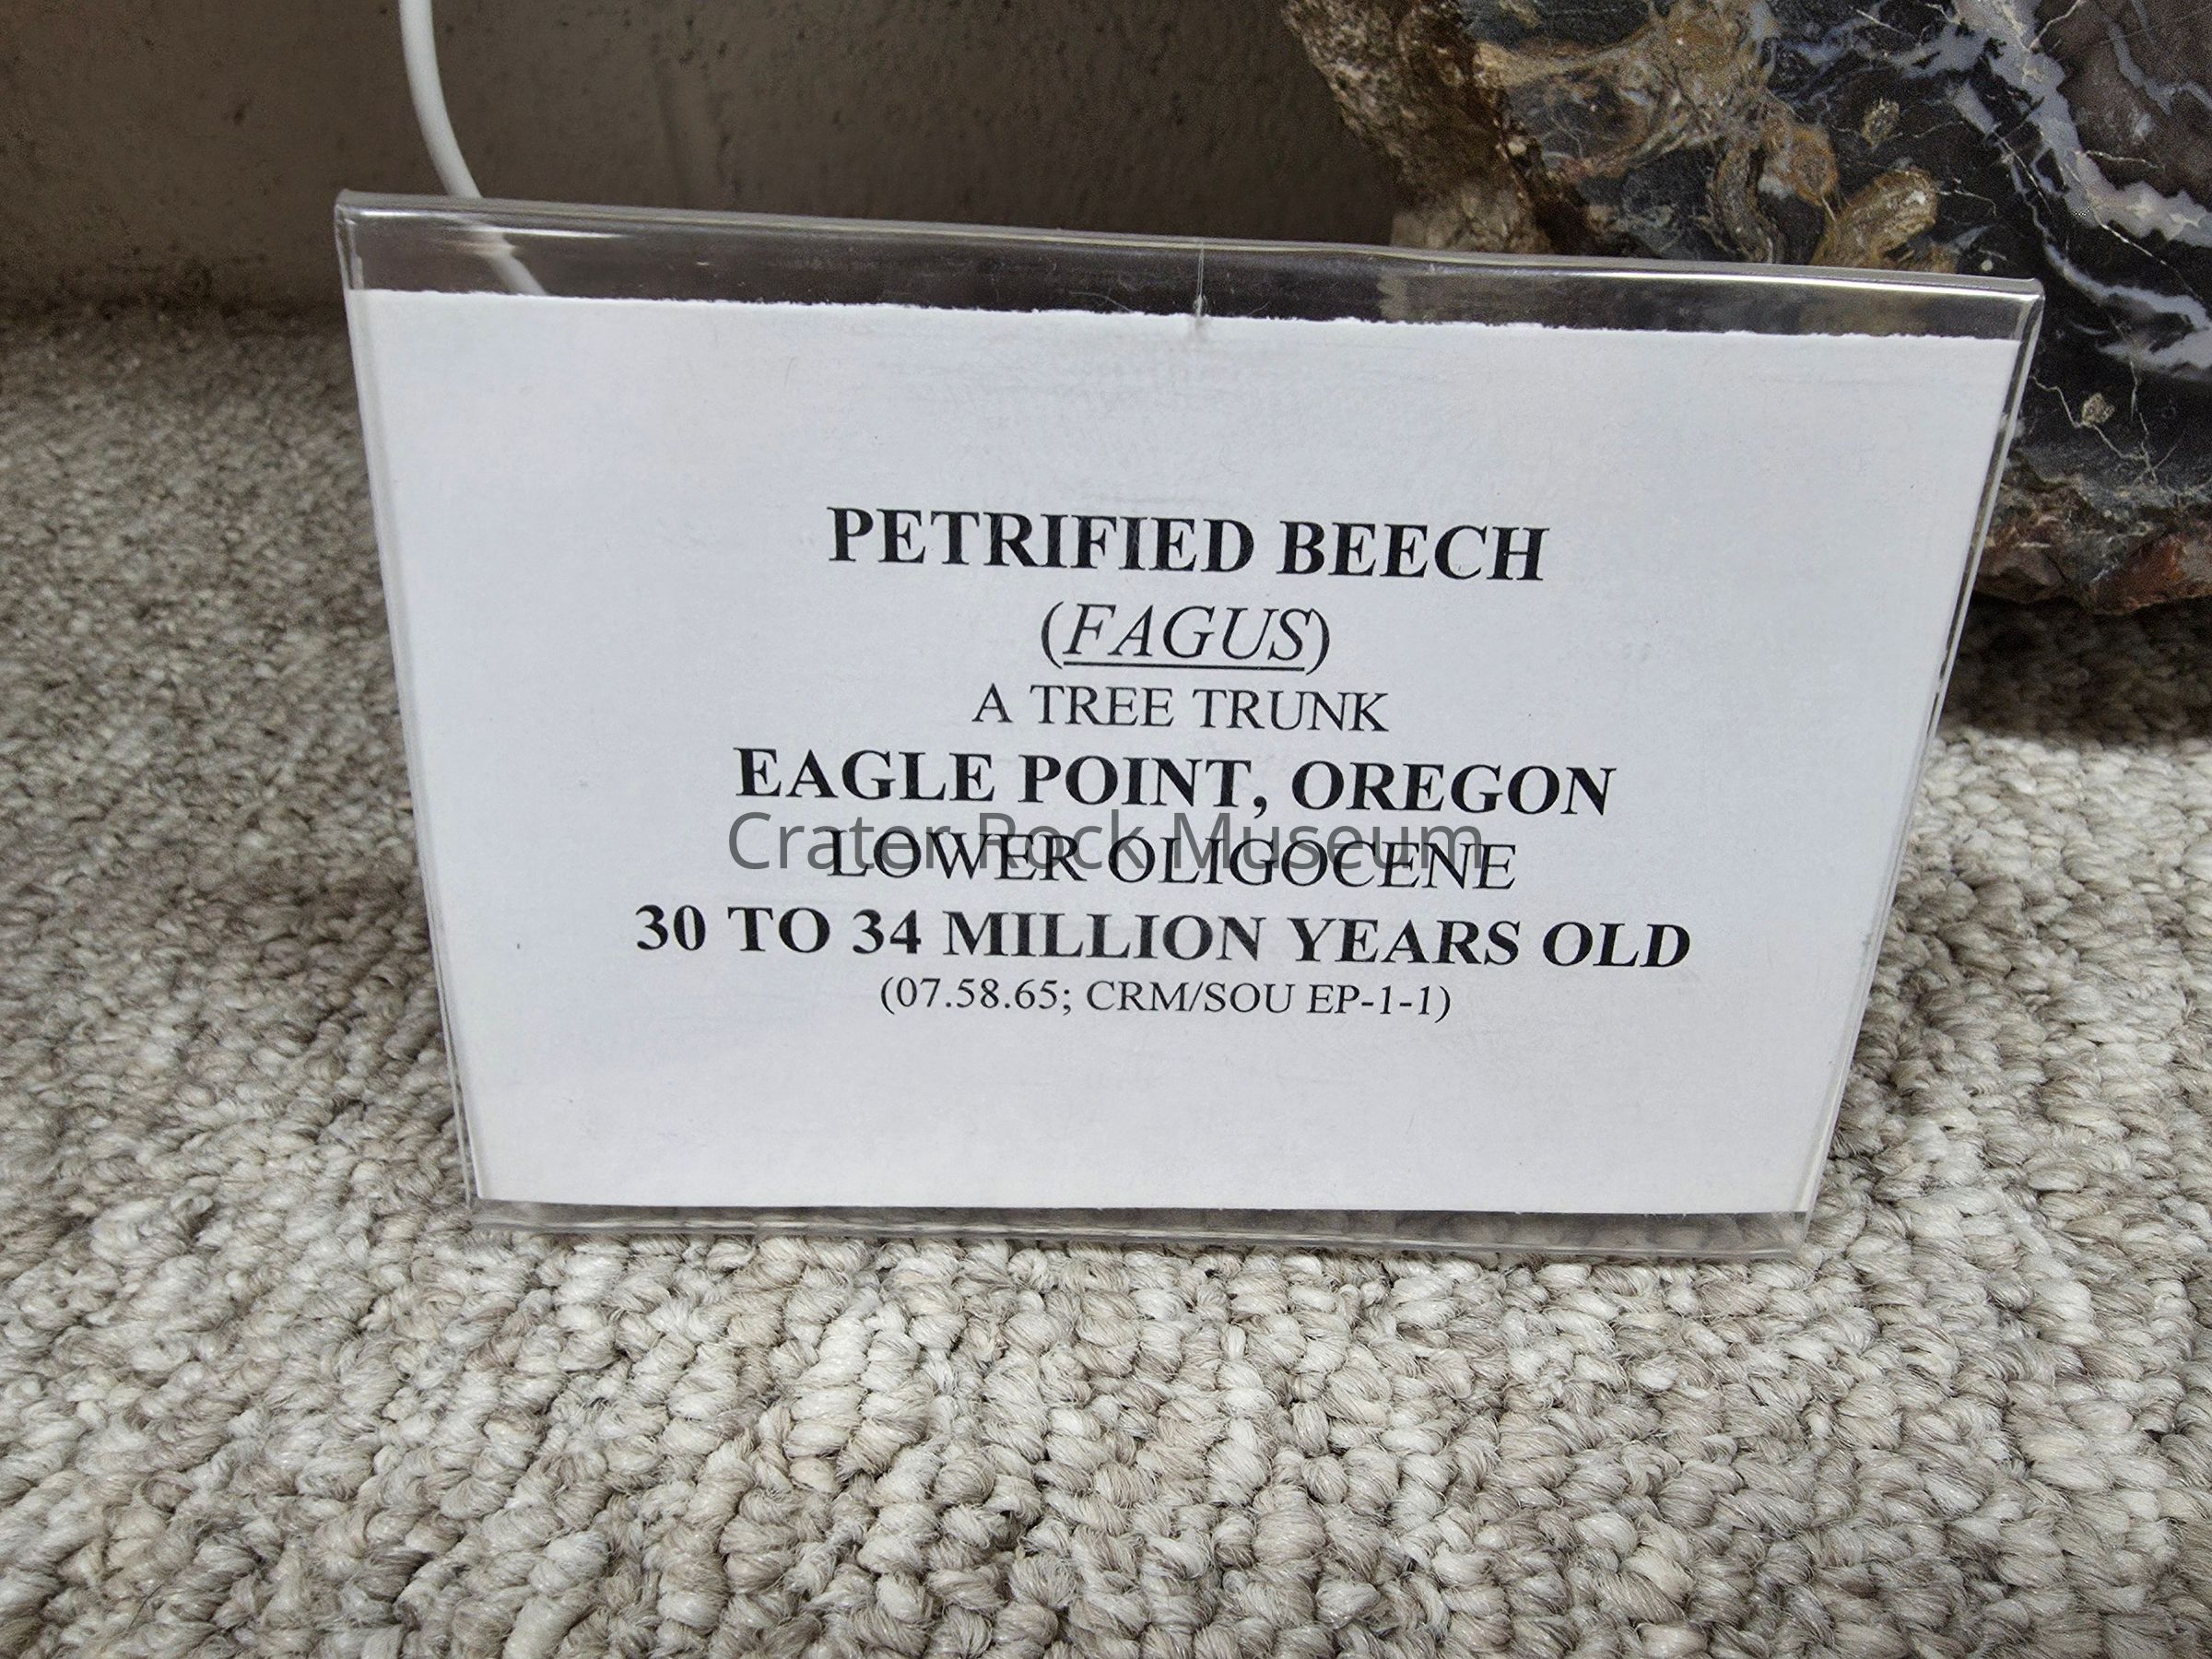 PETRIFIED BEECH
(FAGUS)
A TREE TRUNK
EAGLE POINT, OREGON
Crater Rock Museum
LOWER OLIGOCENE
30 TO 34 MILLION YEARS OLD
(07.58.65; CRM/SOU EP-1-1)